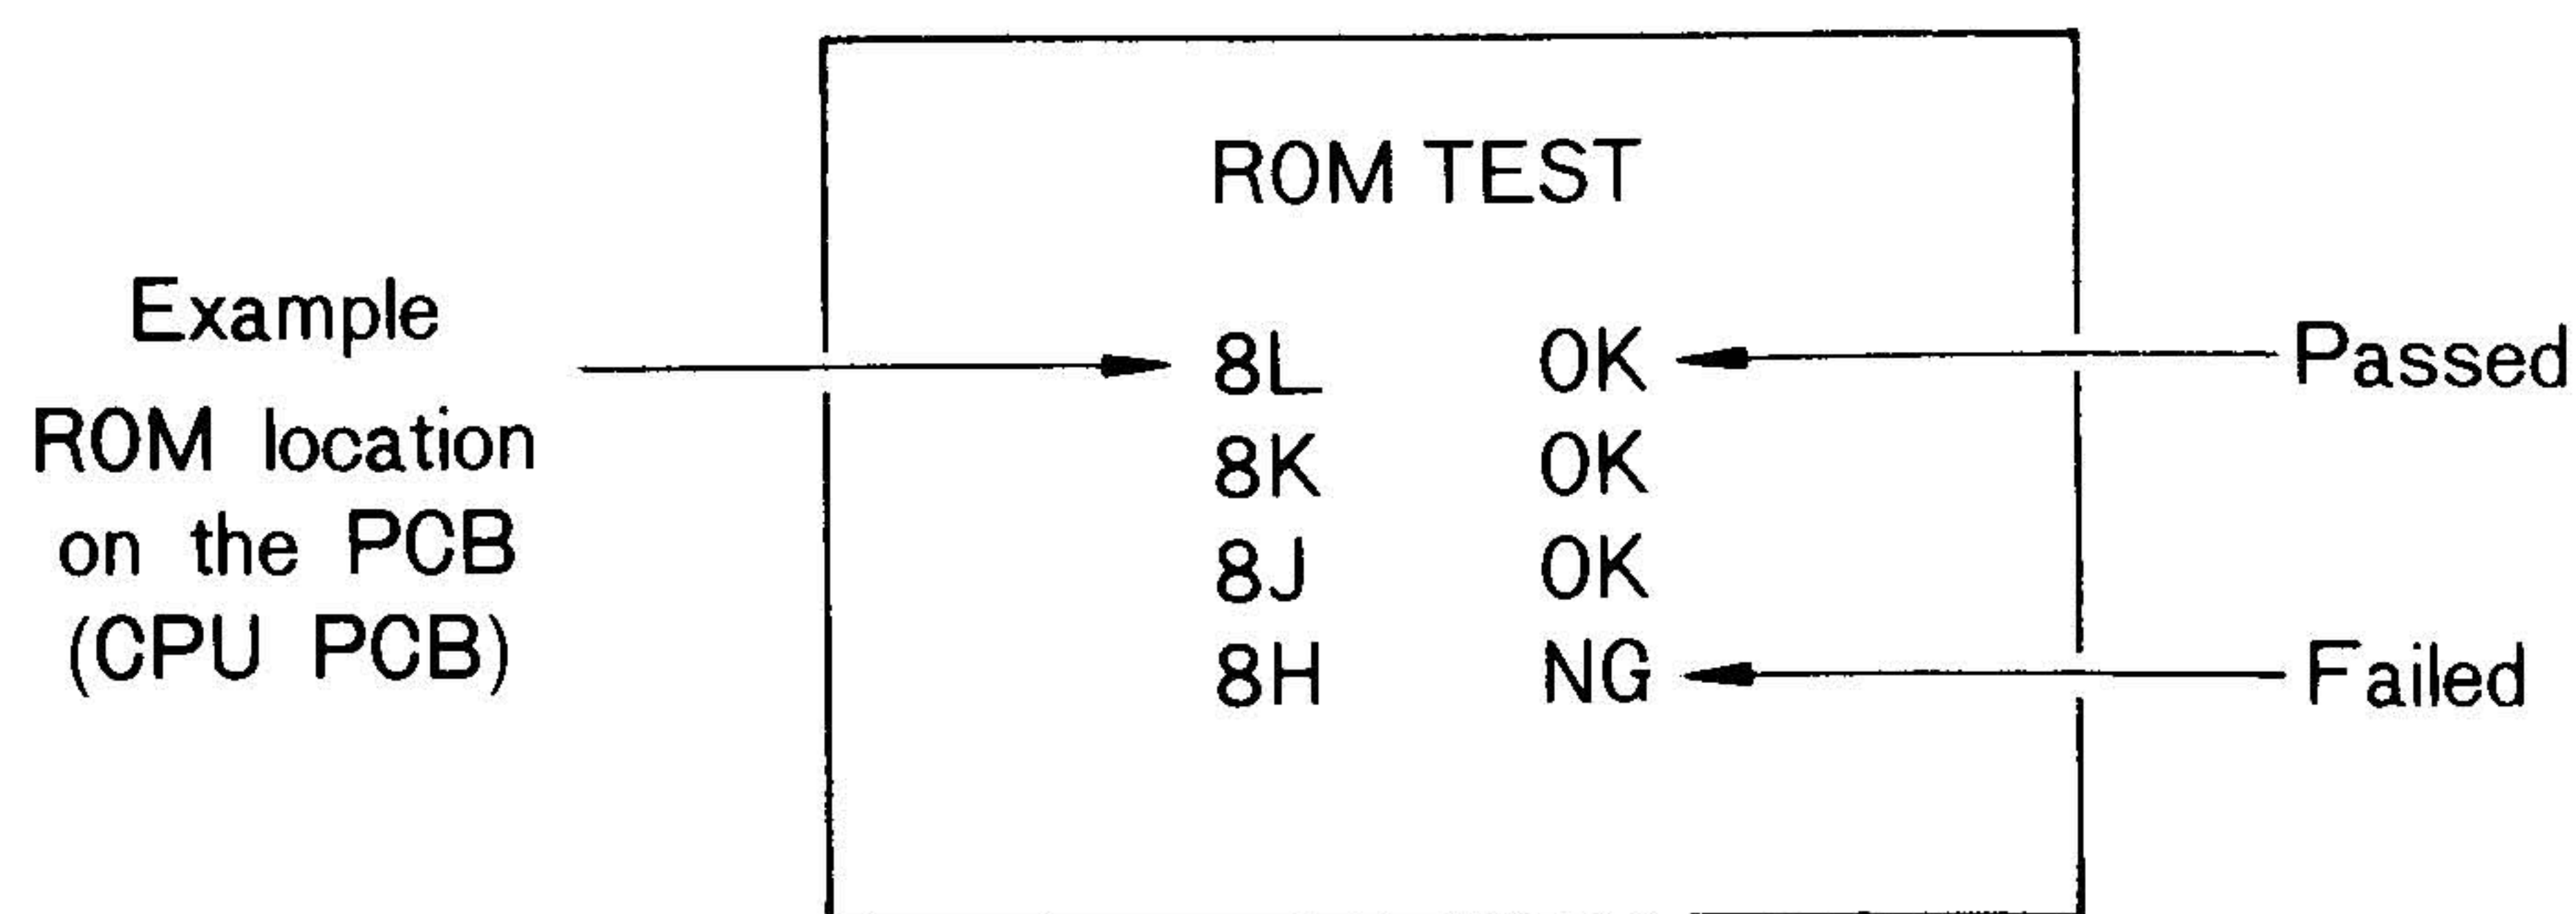 ROM TEST
Example
ROM location
on the PCB
(CPU PCB)
8L OK Passed
8K OK
8J OK
8H NG Failed